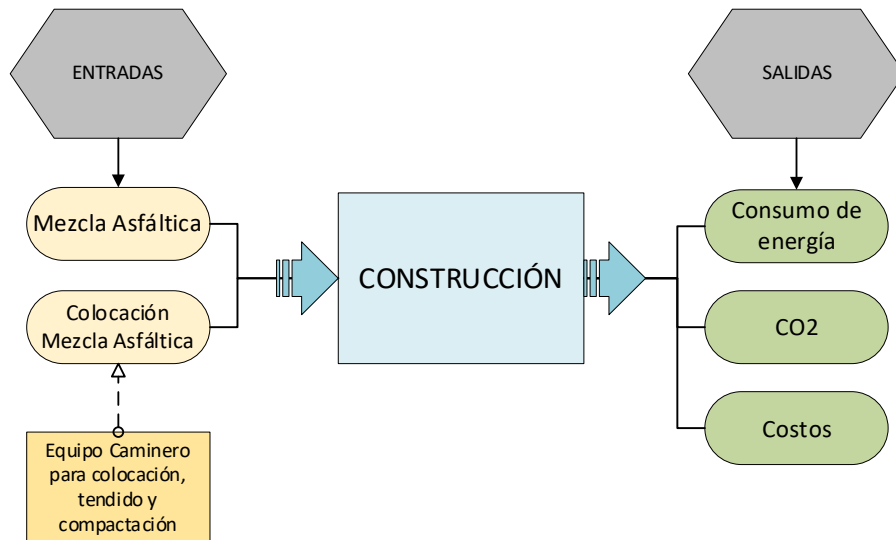 ENTRADAS
SALIDAS
Mezcla Asfáltica
Colocación
Mezcla Asfáltica
Equipo Caminero
para colocación,
tendido y
compactación
CONSTRUCCIÓN
Consumo de
energía
CO2
Costos